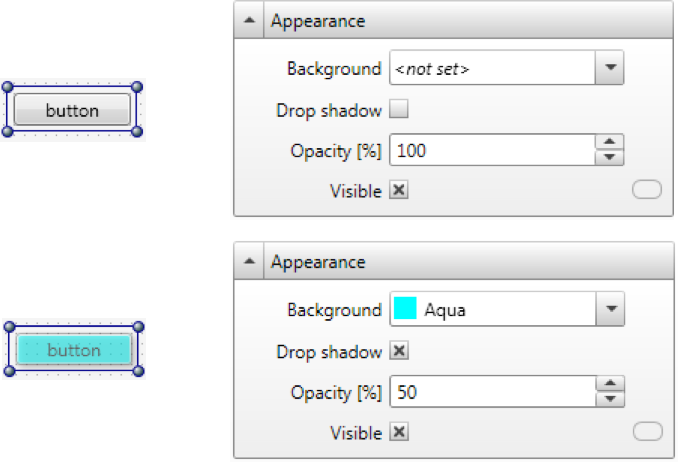 Appearance
Background <not set>
button
Drop shadow
Opacity [%] 100
Visible
Appearance
Background Aqua
button
Drop shadow
Opacity [%] 50
Visible